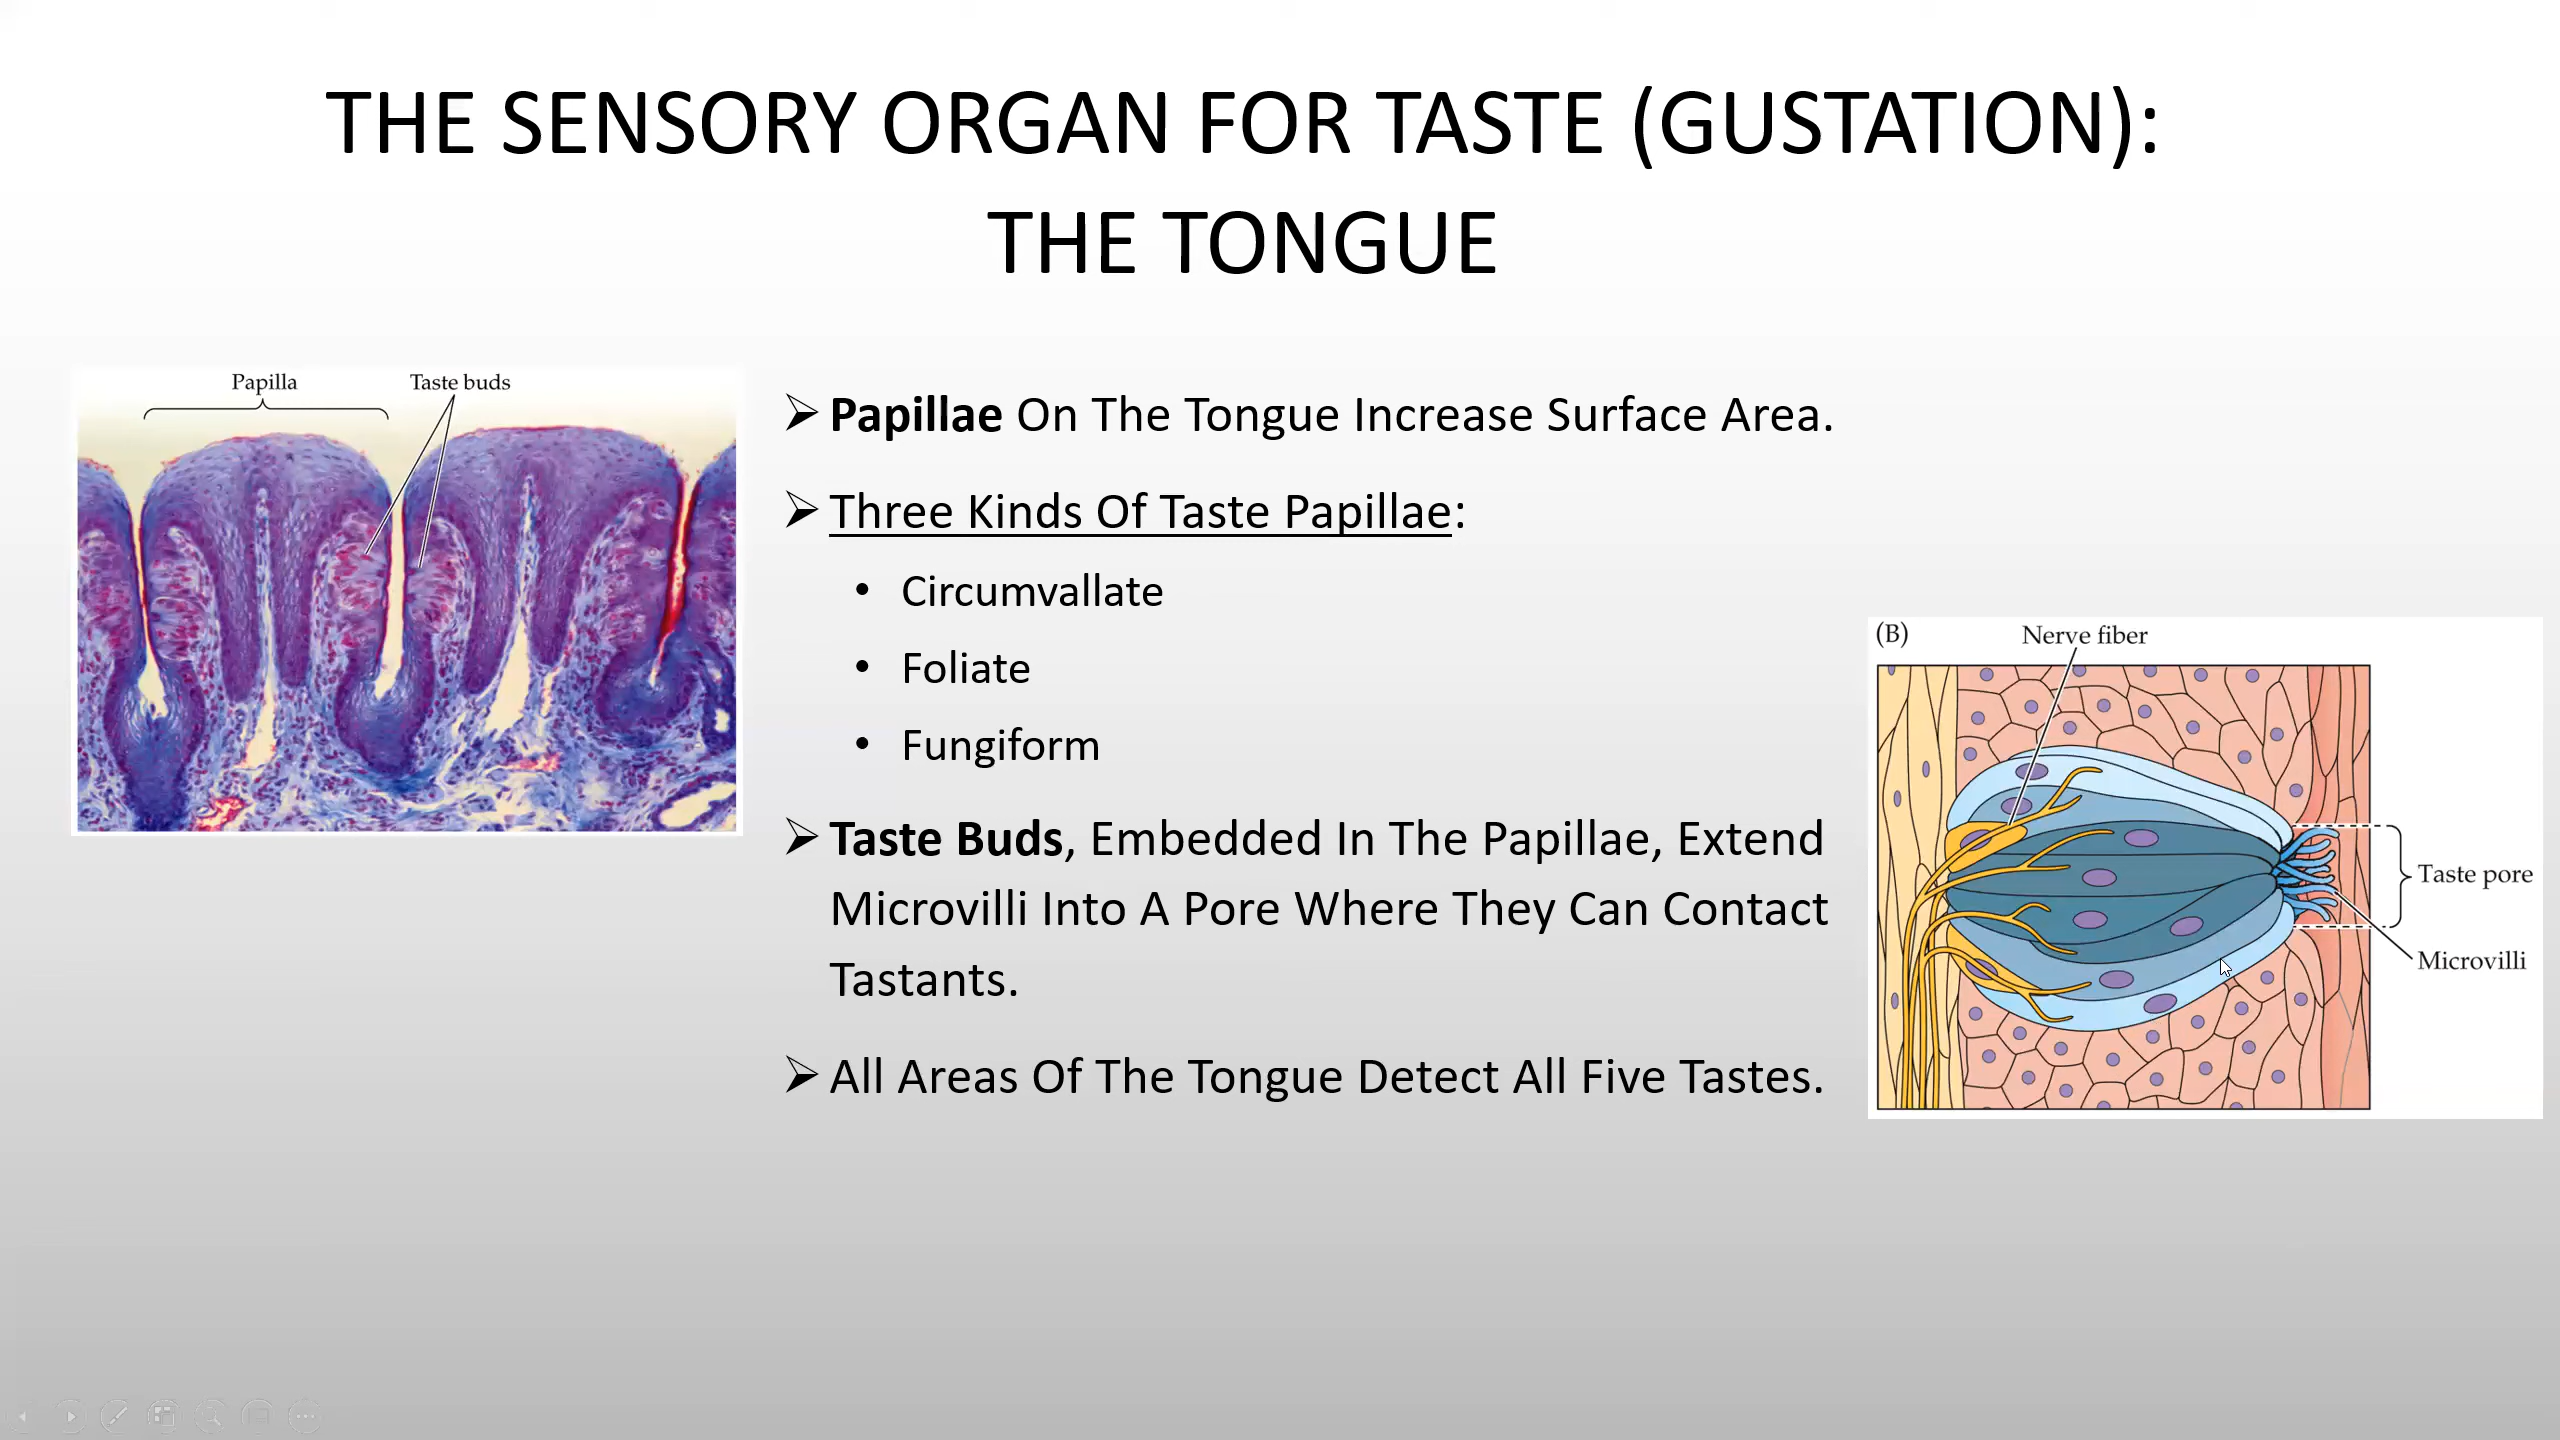 THE SENSORY ORGAN FOR TASTE (GUSTATION):
THE TONGUE
Papilla
Taste buds
➢ Papillae On The Tongue Increase Surface Area.
➢ Three Kinds Of Taste Papillae:
• Circumvallate
• Foliate
• Fungiform
➢ Taste Buds, Embedded In The Papillae, Extend
Microvilli Into A Pore Where They Can Contact
Tastants.
➢ All Areas Of The Tongue Detect All Five Tastes.
(B)
Nerve fiber
Taste pore
Microvilli